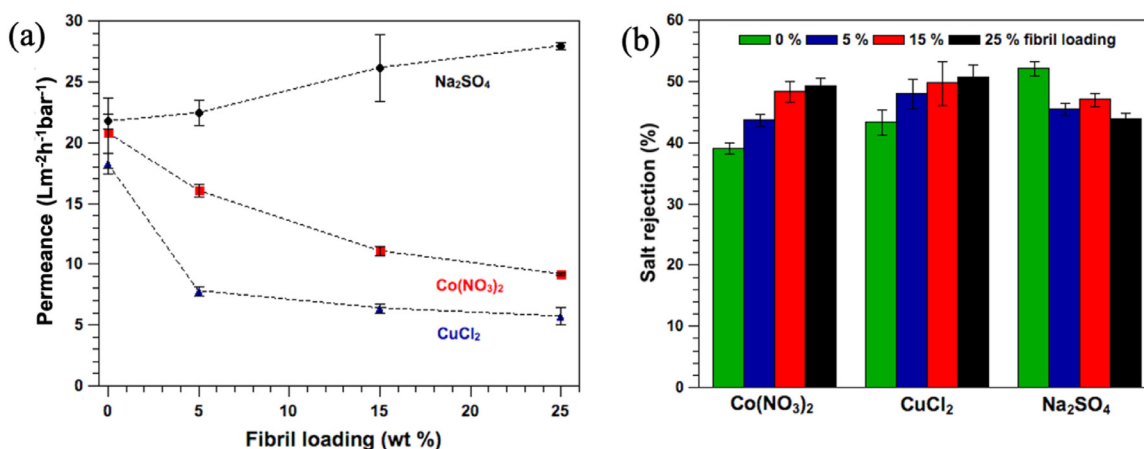 (a)
30
25
20
15
10
5
0
Permeance (Lm⁻²h⁻¹bar⁻¹)
Na₂SO₄
Co(NO₃)₂
CuCl₂
0 5 10 15 20 25
Fibril loading (wt %)
(b)
0 % 5 % 15 % 25 % fibril loading
60
50
40
60
20
10
0
Salt rejection (%)
Co(NO₃)₂ CuCl₂ Na₂SO₄